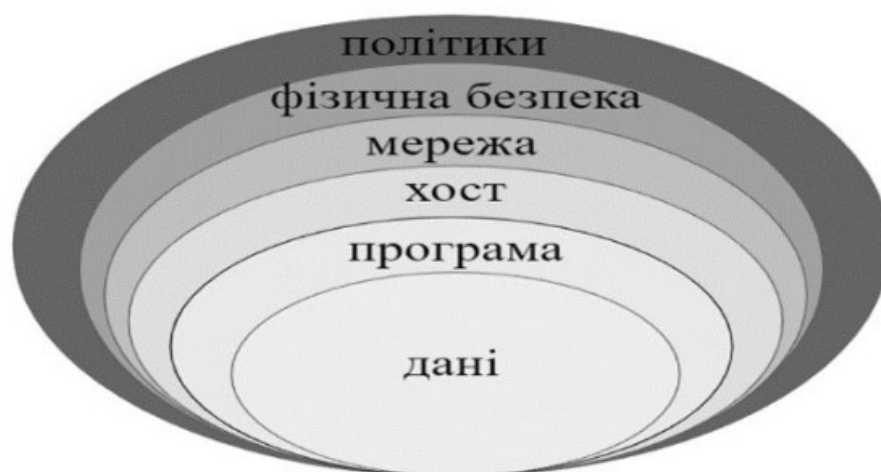 політики
фізична безпека
мережа
хост
програма
дані